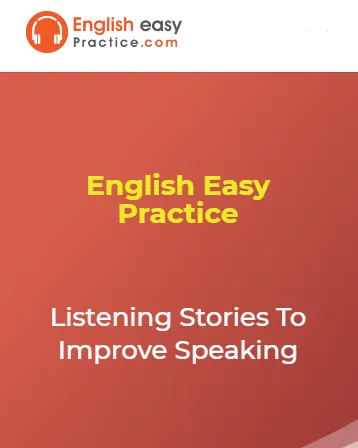 English easy
Practice.com
English Easy
Practice
Listening Stories To
Improve Speaking